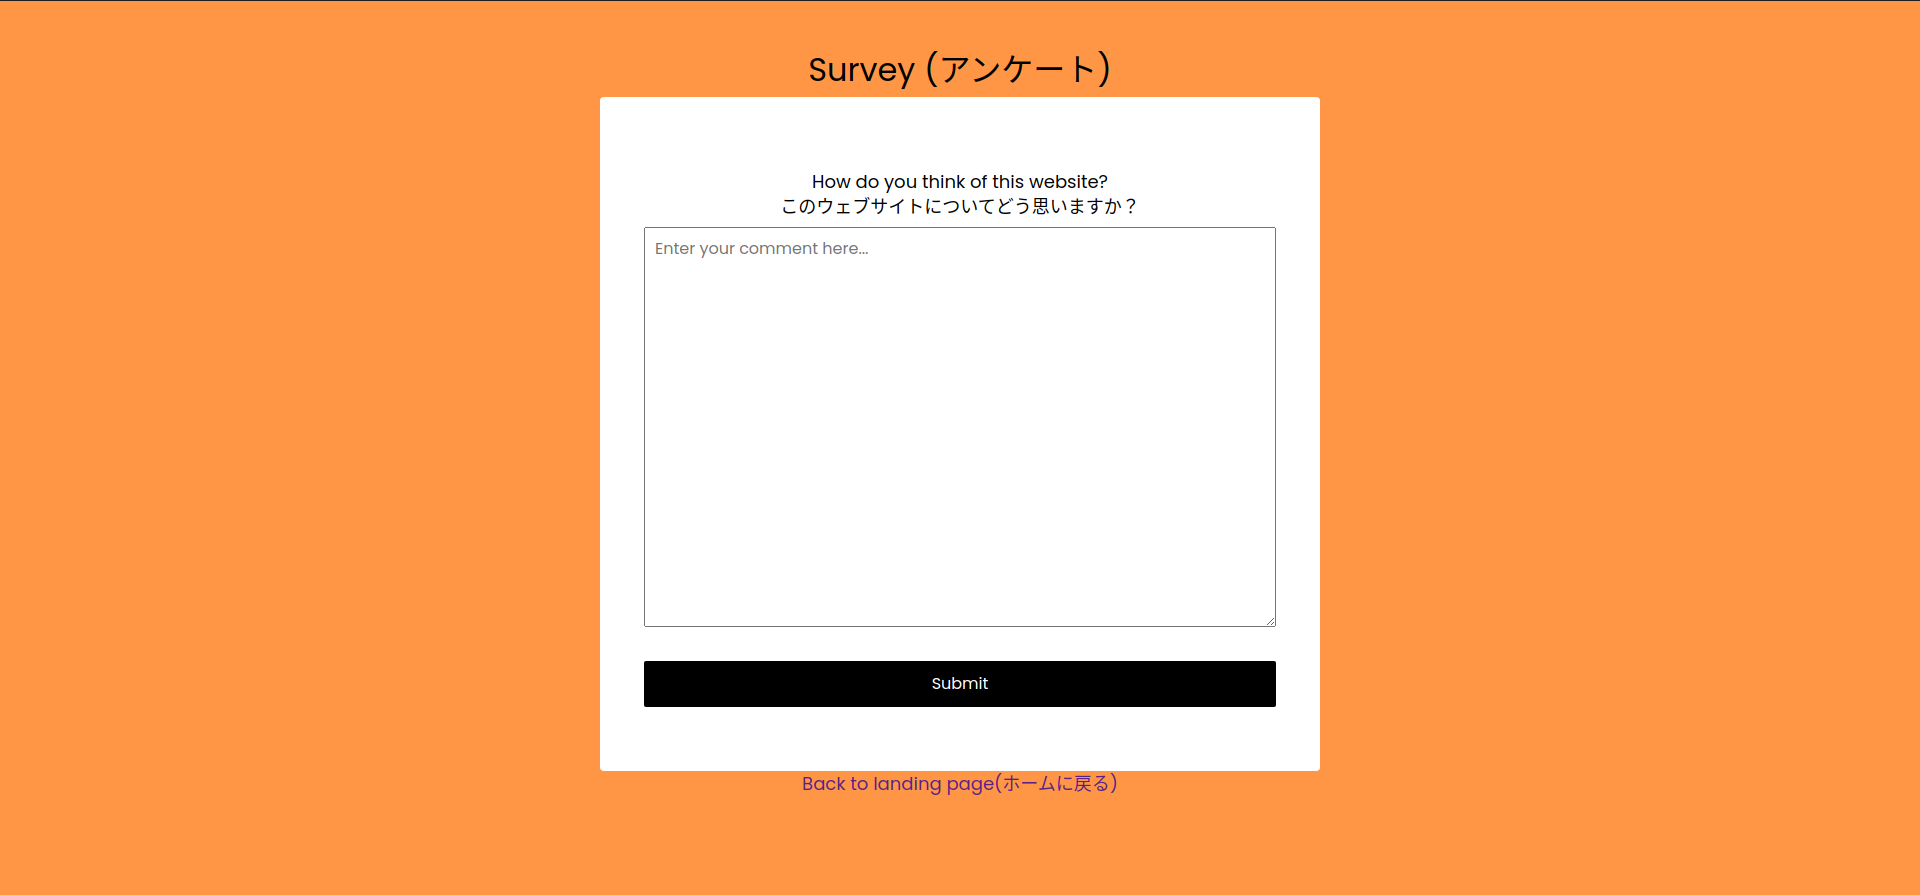 Survey (アンケート)
How do you think of this website?
このウェブサイトについてどう思いますか？
Enter your comment here...
Submit
Back to landing page(ホームに戻る)